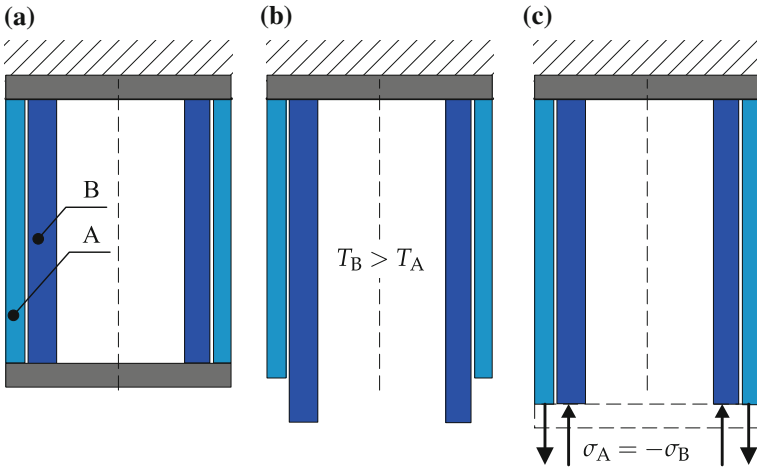 (a)
(b)
(c)
B
A
T_B > T_A
σ_A = −σ_B